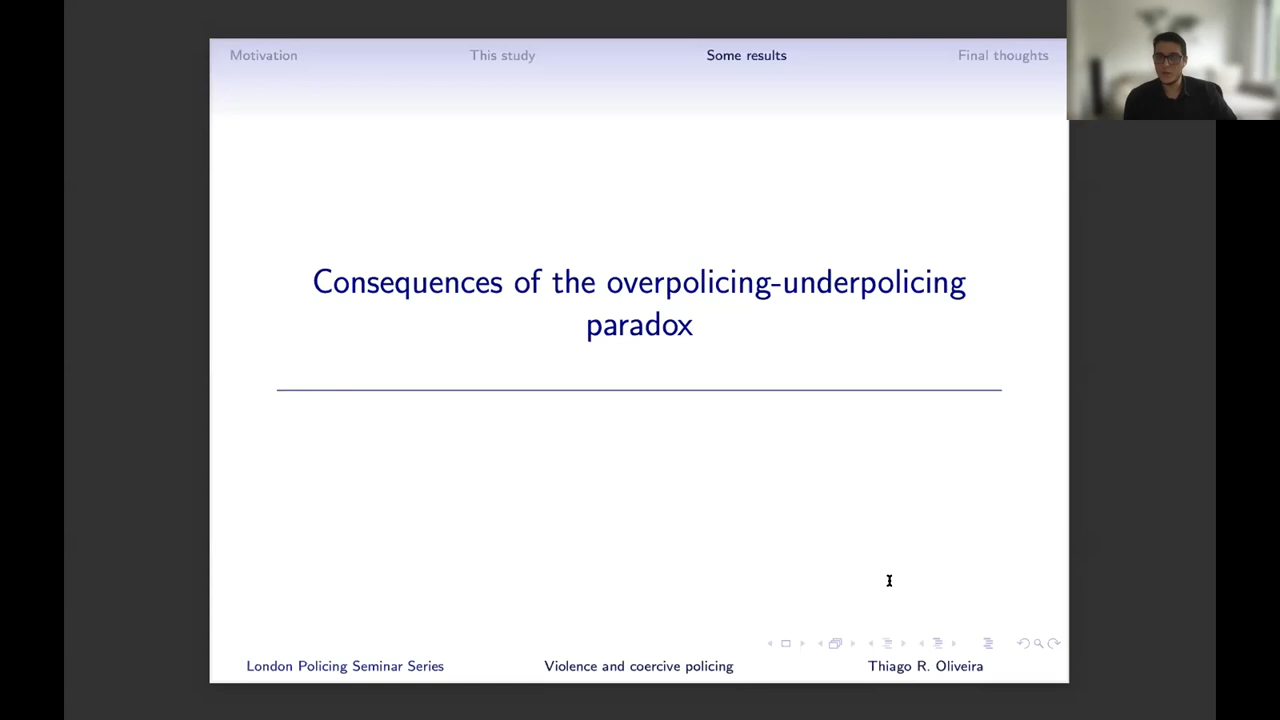 Motivation
This study
Some results
Final thoughts
Consequences of the overpolicing-underpolicing
paradox
London Policing Seminar Series
Violence and coercive policing
Thiago R. Oliveira